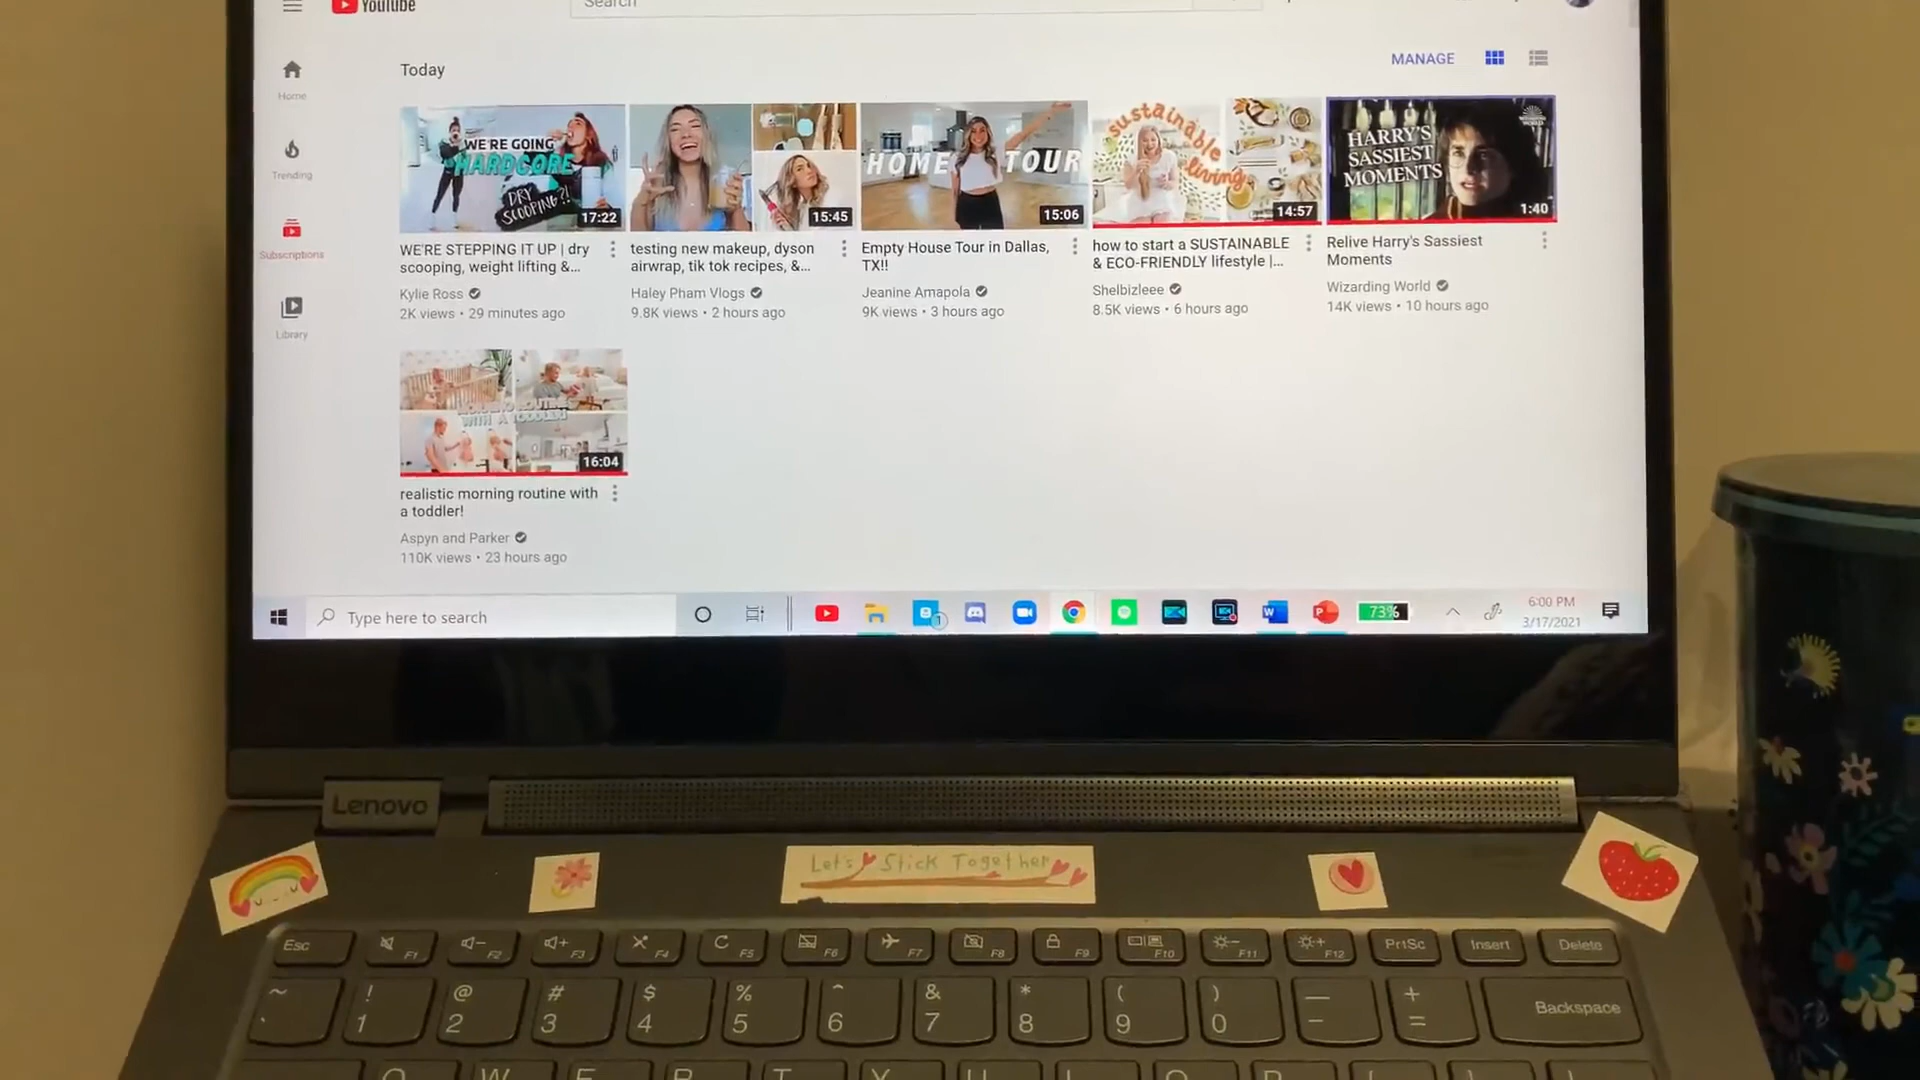 YouTube
Search
Home
Trending
Subscriptions
Library
Today
MANAGE
WE'RE GOING
HARDCORE
DRY
SCOOPING?!
17:22
WE'RE STEPPING IT UP | dry
scooping, weight lifting &...
Kylie Ross
2K views • 29 minutes ago
15:45
testing new makeup, dyson
airwrap, tik tok recipes, &...
Haley Pham Vlogs
9.8K views • 2 hours ago
HOME TOUR
15:06
Empty House Tour in Dallas,
TX!!
Jeanine Amapola
9K views • 3 hours ago
sustainable
living
14:57
how to start a SUSTAINABLE
& ECO-FRIENDLY lifestyle |...
Shelbizleee
8.5K views • 6 hours ago
HARRY'S
SASSIEST
MOMENTS
1:40
Relive Harry's Sassiest
Moments
Wizarding World
14K views • 10 hours ago
WITH A TODDLER!
16:04
realistic morning routine with
a toddler!
Aspyn and Parker
110K views • 23 hours ago
Type here to search
1
73%
6:00 PM
3/17/2021
Lenovo
Let's Stick Together
Esc F1 F2 F3 F4 F5 F6 F7 F8 F9 F10 F11 F12 PrtSc Insert Delete
~ ! @ # $ % ^ & * ( ) — +
` 1 2 3 4 5 6 7 8 9 0 - = Backspace